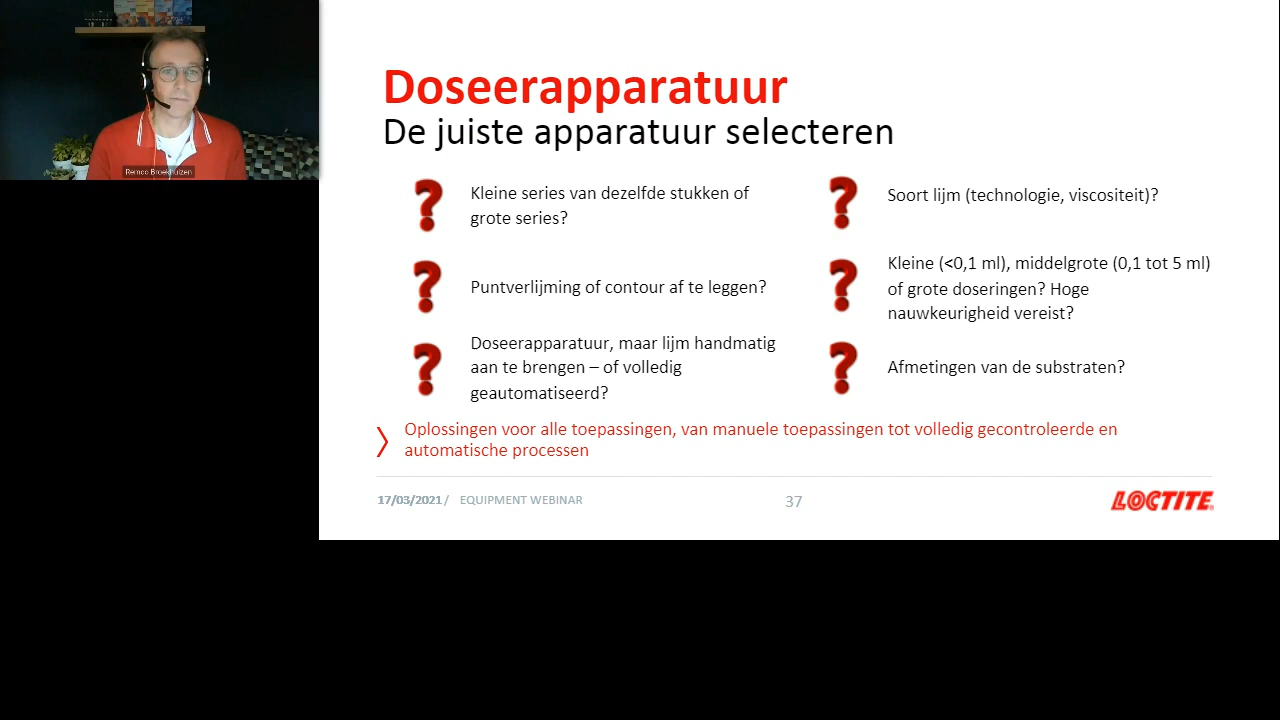 Remco Broekhuizen
Doseerapparatuur
De juiste apparatuur selecteren
Kleine series van dezelfde stukken of
grote series?
Puntverlijming of contour af te leggen?
Doseerapparatuur, maar lijm handmatig
aan te brengen – of volledig
geautomatiseerd?
Soort lijm (technologie, viscositeit)?
Kleine (<0,1 ml), middelgrote (0,1 tot 5 ml)
of grote doseringen? Hoge
nauwkeurigheid vereist?
Afmetingen van de substraten?
Oplossingen voor alle toepassingen, van manuele toepassingen tot volledig gecontroleerde en
automatische processen
17/03/2021 / EQUIPMENT WEBINAR
37
LOCTITE